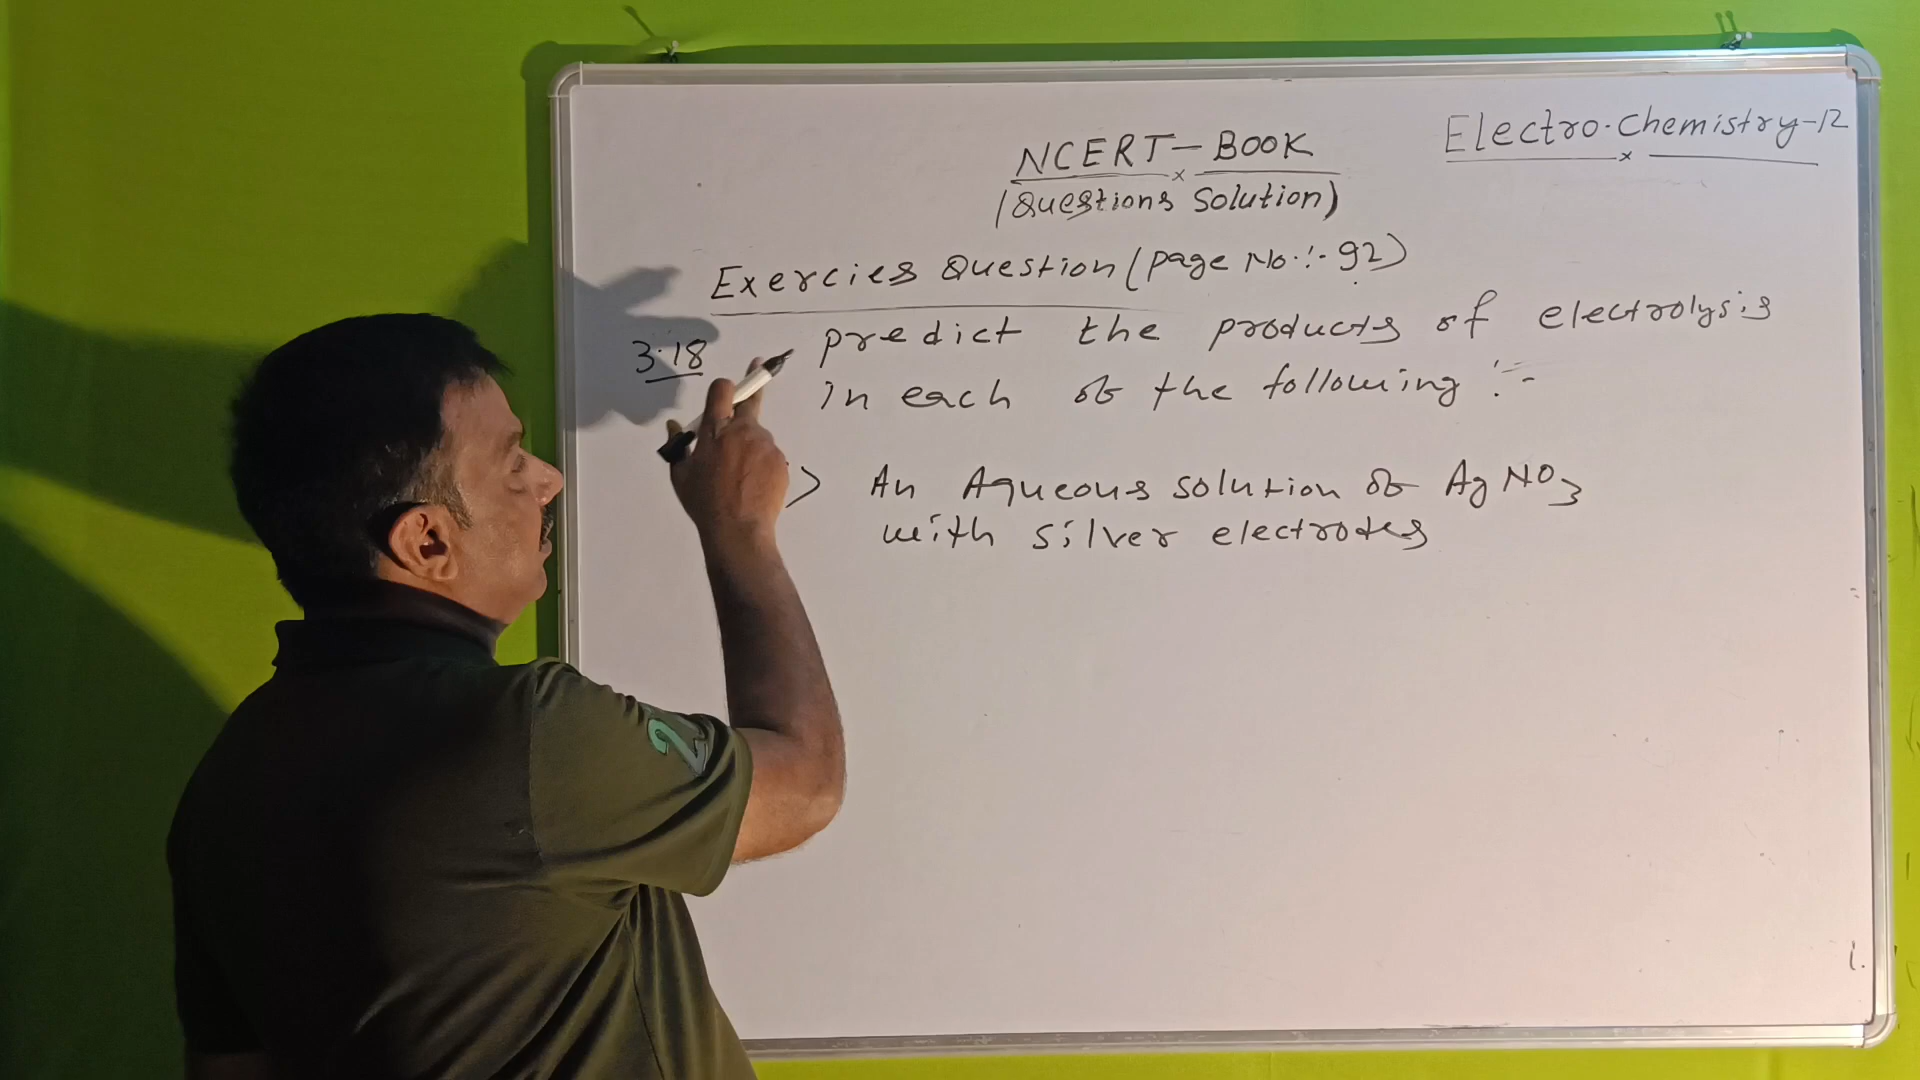 Electro.Chemistry-12
NCERT-BOOK
(Questions Solution)
Exercies Question (page No.:- 92)
3.18 predict the products of electrolysis
in each of the following :-
> An Aqueous solution of AgNO3
with silver electrodes
2